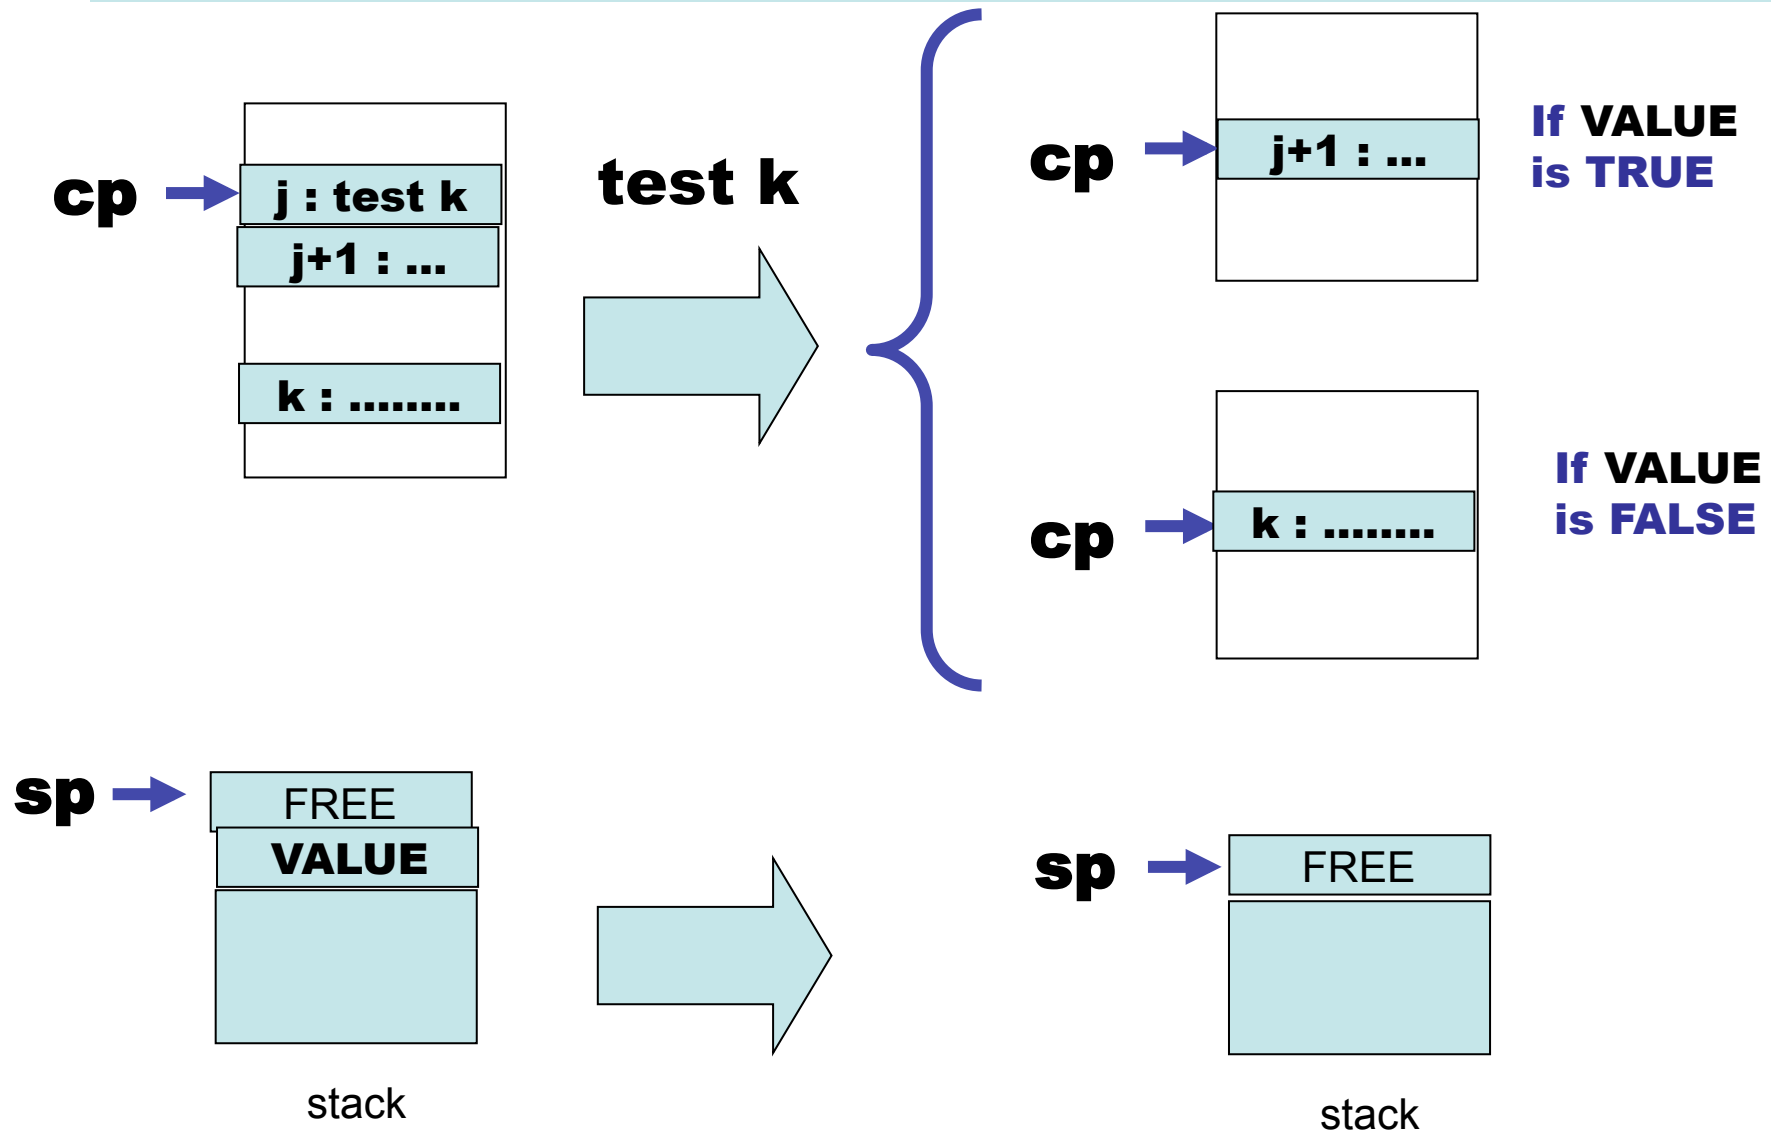 cp
j : test k
j+1 : ...
k : ........
test k
cp
j+1 : ...
If VALUE
is TRUE
cp
k : ........
If VALUE
is FALSE
sp
FREE
VALUE
stack
sp
FREE
stack